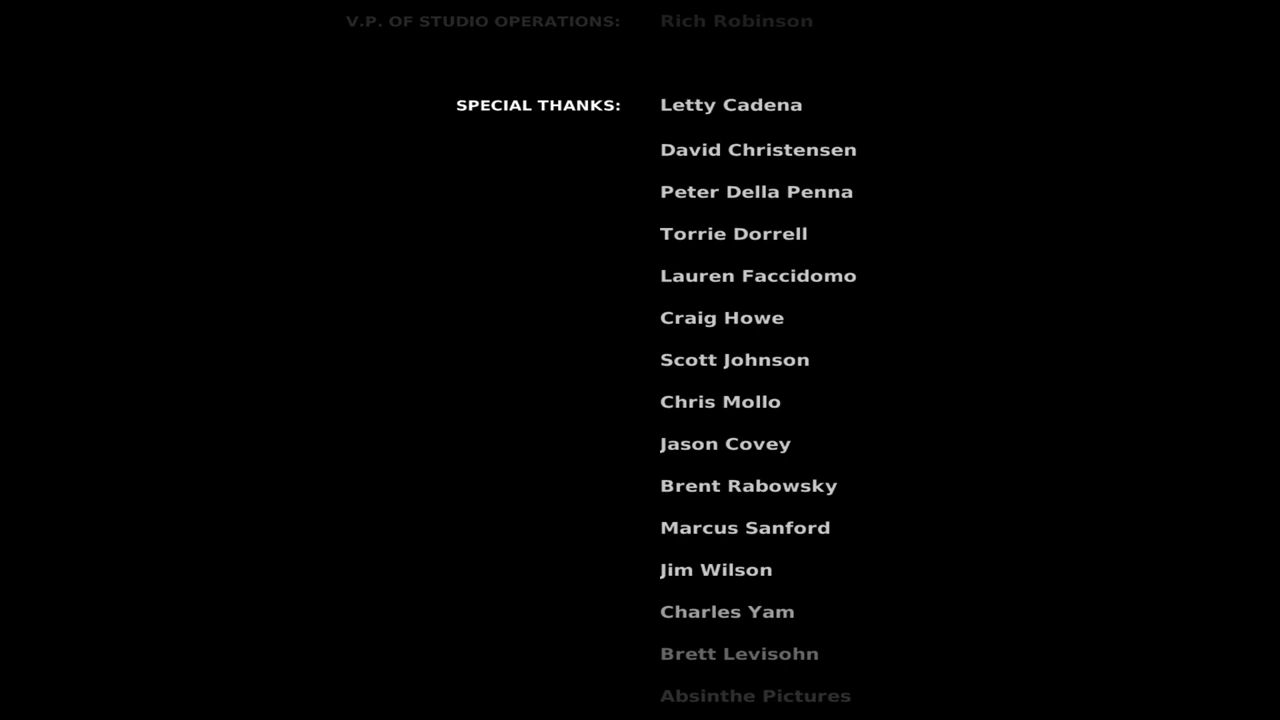 V.P. OF STUDIO OPERATIONS: Rich Robinson
SPECIAL THANKS: Letty Cadena
David Christensen
Peter Della Penna
Torrie Dorrell
Lauren Faccidomo
Craig Howe
Scott Johnson
Chris Mollo
Jason Covey
Brent Rabowsky
Marcus Sanford
Jim Wilson
Charles Yam
Brett Levisohn
Absinthe Pictures